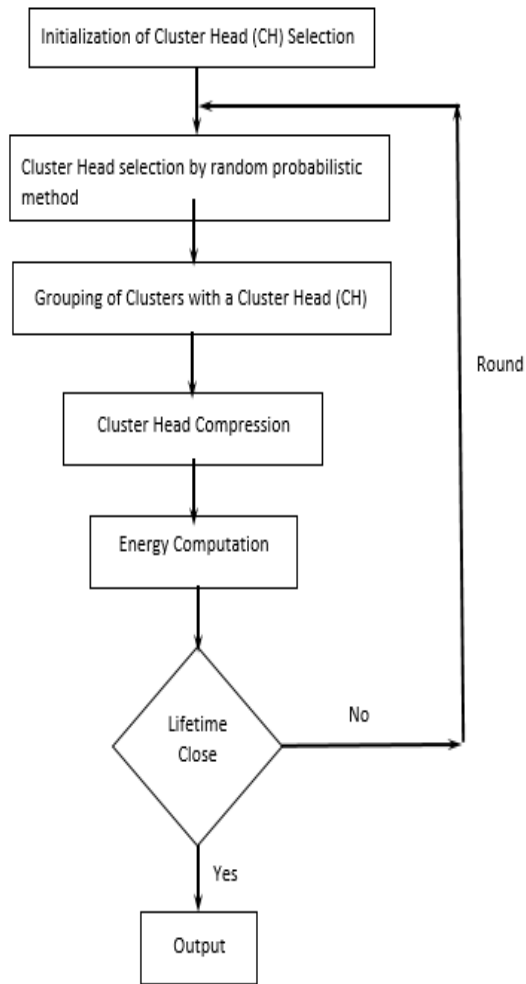 Initialization of Cluster Head (CH) Selection
Cluster Head selection by random probabilistic
method
Grouping of Clusters with a Cluster Head (CH)
Round
Cluster Head Compression
Energy Computation
Lifetime
Close
No
Yes
Output